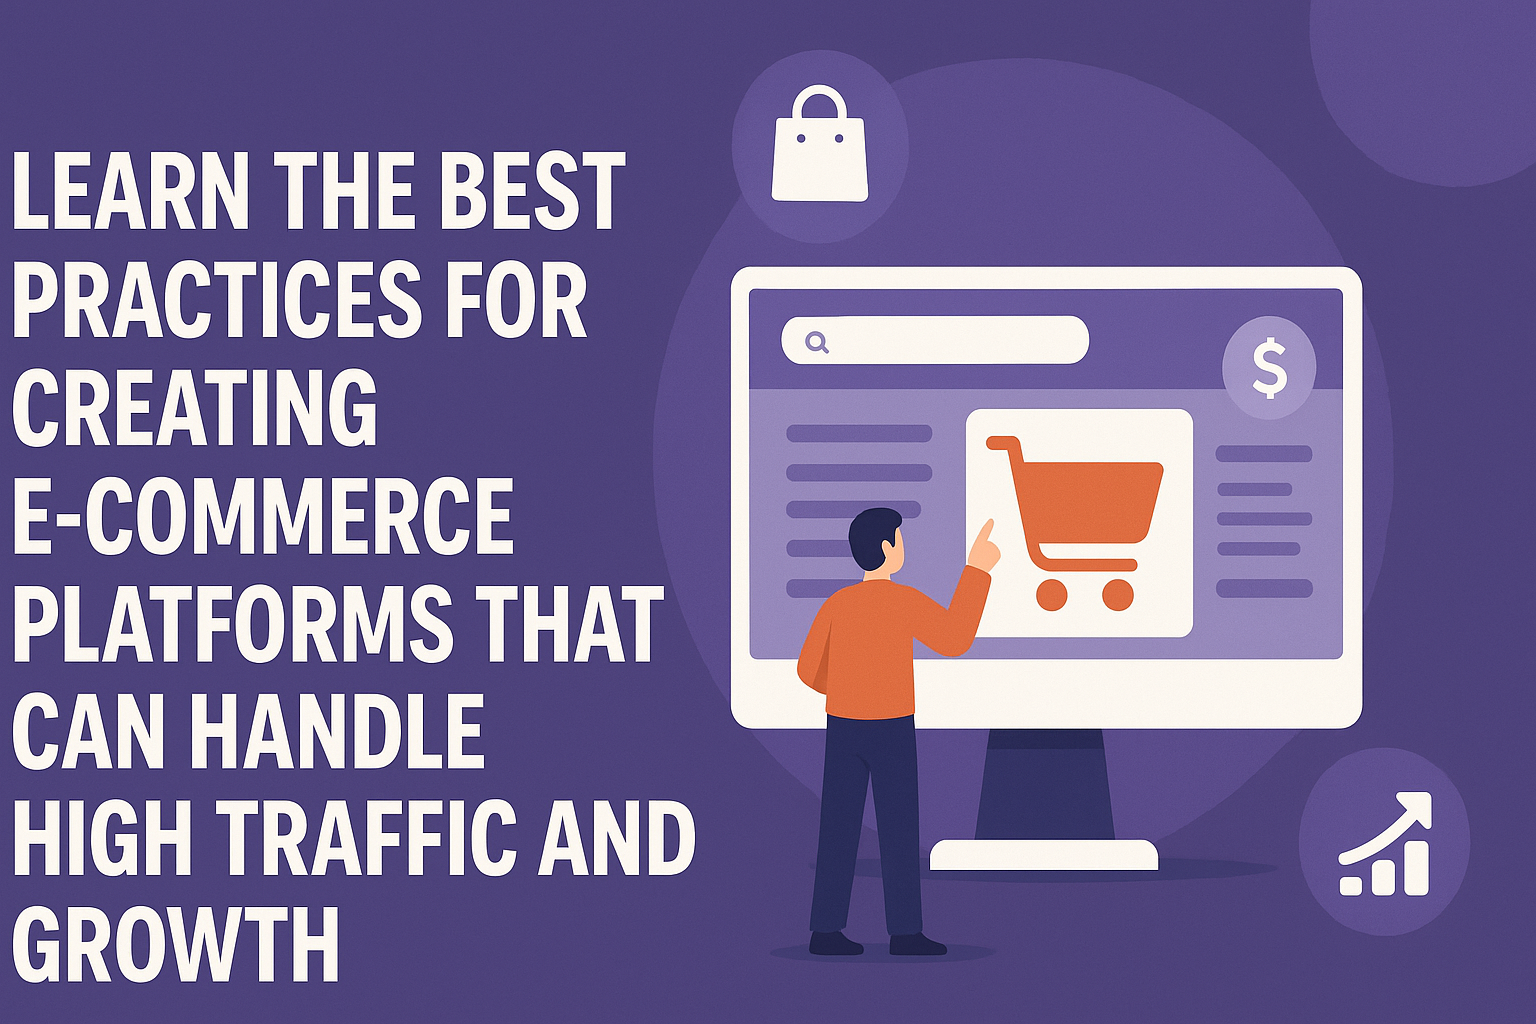 LEARN THE BEST
PRACTICES FOR
CREATING
E-COMMERCE
PLATFORMS THAT
CAN HANDLE
HIGH TRAFFIC AND
GROWTH
$